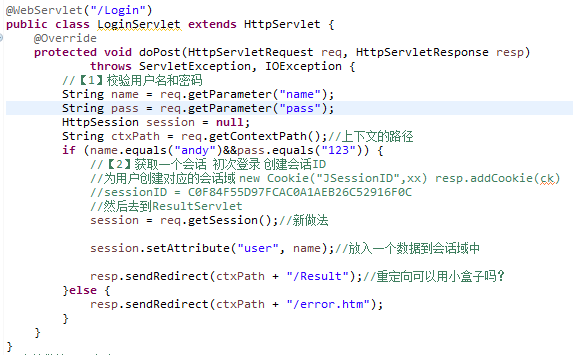 @WebServlet("/Login")
public class LoginServlet extends HttpServlet {
@Override
protected void doPost(HttpServletRequest req, HttpServletResponse resp)
throws ServletException, IOException {
//【1】校验用户名和密码
String name = req.getParameter("name");
String pass = req.getParameter("pass");
HttpSession session = null;
String ctxPath = req.getContextPath();//上下文的路径
if (name.equals("andy")&&pass.equals("123")) {
//【2】获取一个会话 初次登录 创建会话ID
//为用户创建对应的会话域 new Cookie("JSessionID",xx) resp.addCookie(ck)
//sessionID = C0F84F55D97FCAC0A1AEB26C52916F0C
//然后去到ResultServlet
session = req.getSession();//新做法
session.setAttribute("user", name);//放入一个数据到会话域中
resp.sendRedirect(ctxPath + "/Result");//重定向可以用小盒子吗？
}else {
resp.sendRedirect(ctxPath + "/error.htm");
}
}
}